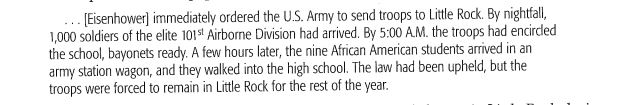 ... [Eisenhower] immediately ordered the U.S. Army to send troops to Little Rock. By nightfall,
1,000 soldiers of the elite 101st Airborne Division had arrived. By 5:00 A.M. the troops had encircled
the school, bayonets ready. A few hours later, the nine African American students arrived in an
army station wagon, and they walked into the high school. The law had been upheld, but the
troops were forced to remain in Little Rock for the rest of the year.